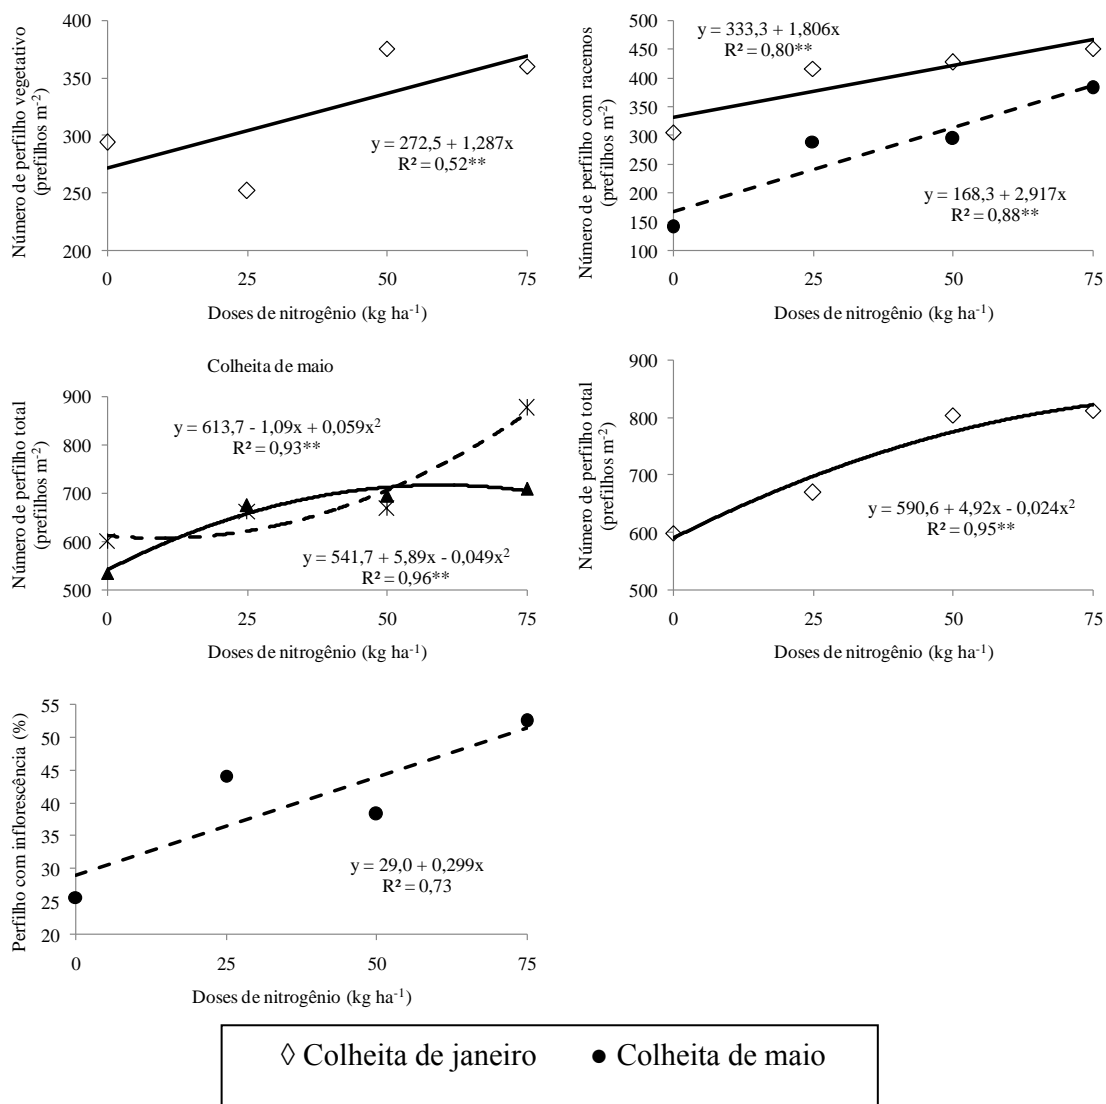 400
350
300
250
200
0
25
50
75
Número de perfilho vegetativo
(prefilhos m⁻²)
y = 272,5 + 1,287x
R² = 0,52**
Doses de nitrogênio (kg ha⁻¹)
500
450
400
350
300
250
200
150
100
0
25
50
75
Número de perfilho com racemos
(prefilhos m⁻²)
y = 333,3 + 1,806x
R² = 0,80**
y = 168,3 + 2,917x
R² = 0,88**
Doses de nitrogênio (kg ha⁻¹)
Colheita de maio
900
800
700
600
500
0
25
50
75
Número de perfilho total
(prefilhos m⁻²)
y = 613,7 - 1,09x + 0,059x²
R² = 0,93**
y = 541,7 + 5,89x - 0,049x²
R² = 0,96**
Doses de nitrogênio (kg ha⁻¹)
900
800
700
600
500
0
25
50
75
Número de perfilho total
(prefilhos m⁻²)
y = 590,6 + 4,92x - 0,024x²
R² = 0,95**
Doses de nitrogênio (kg ha⁻¹)
55
50
45
40
35
30
25
20
0
25
50
75
Perfilho com inflorescência (%)
y = 29,0 + 0,299x
R² = 0,73
Doses de nitrogênio (kg ha⁻¹)
◇ Colheita de janeiro ● Colheita de maio